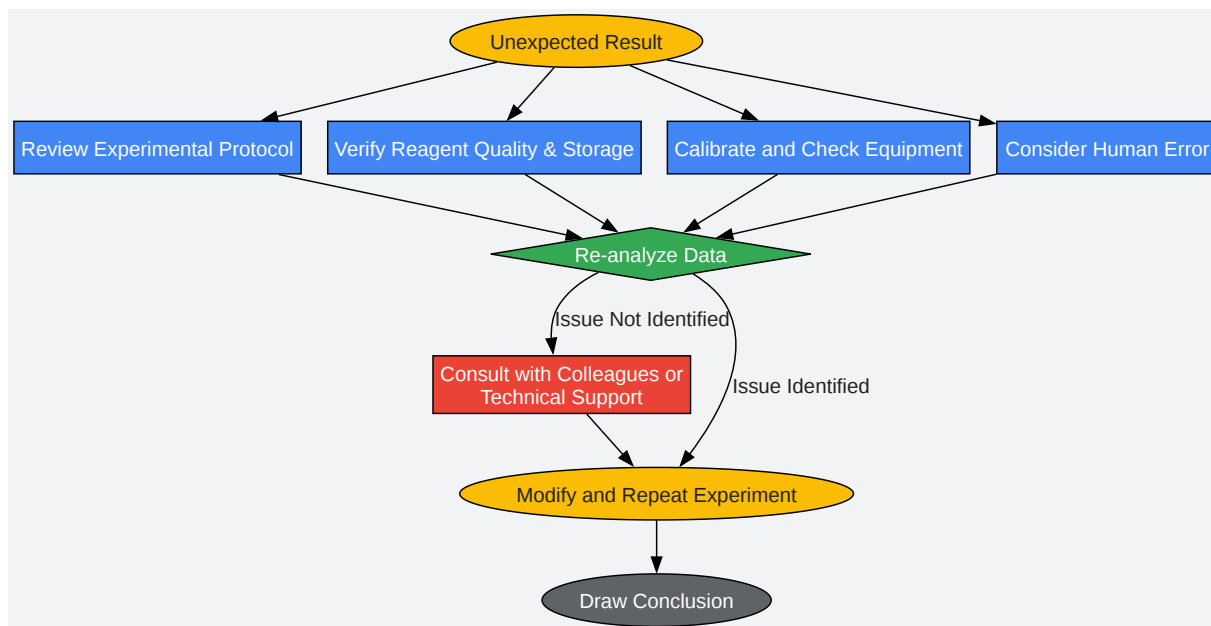 Unexpected Result
Review Experimental Protocol
Verify Reagent Quality & Storage
Calibrate and Check Equipment
Consider Human Error
Re-analyze Data
Issue Not Identified
Consult with Colleagues or
Technical Support
Issue Identified
Modify and Repeat Experiment
Draw Conclusion